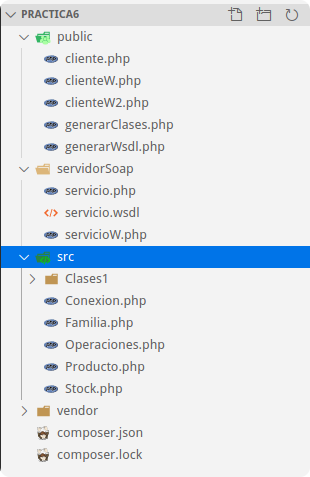 PRACTICA6
public
cliente.php
clienteW.php
clienteW2.php
generarClases.php
generarWsdl.php
servidorSoap
servicio.php
servicio.wsdl
servicioW.php
src
Clases1
Conexion.php
Familia.php
Operaciones.php
Producto.php
Stock.php
vendor
composer.json
composer.lock